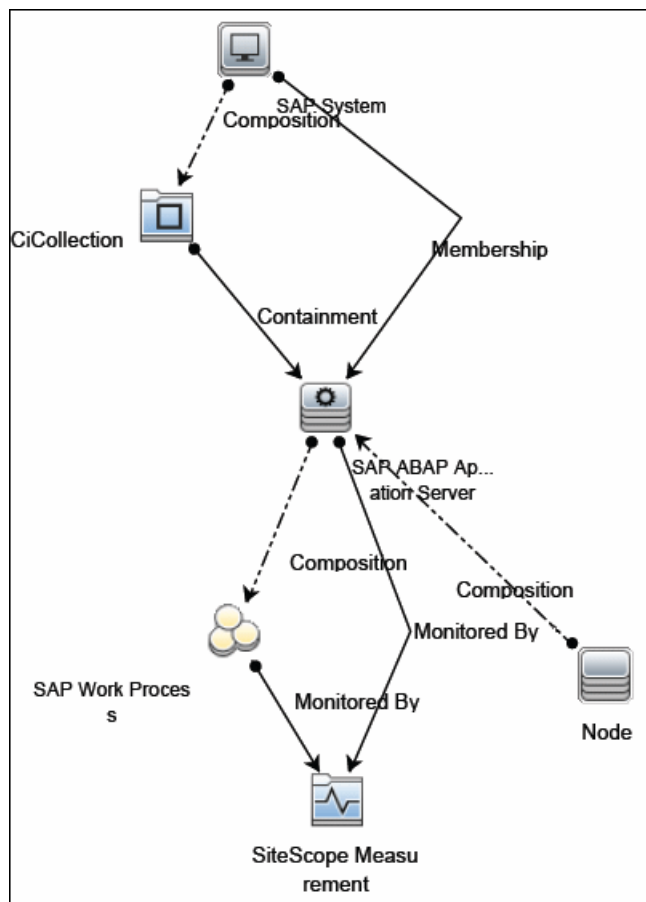 SAP System
Composition
CiCollection
Membership
Containment
SAP ABAP Ap...
ation Server
Composition
Composition
Monitored By
SAP Work Proces
s
Monitored By
Node
SiteScope Measu
rement